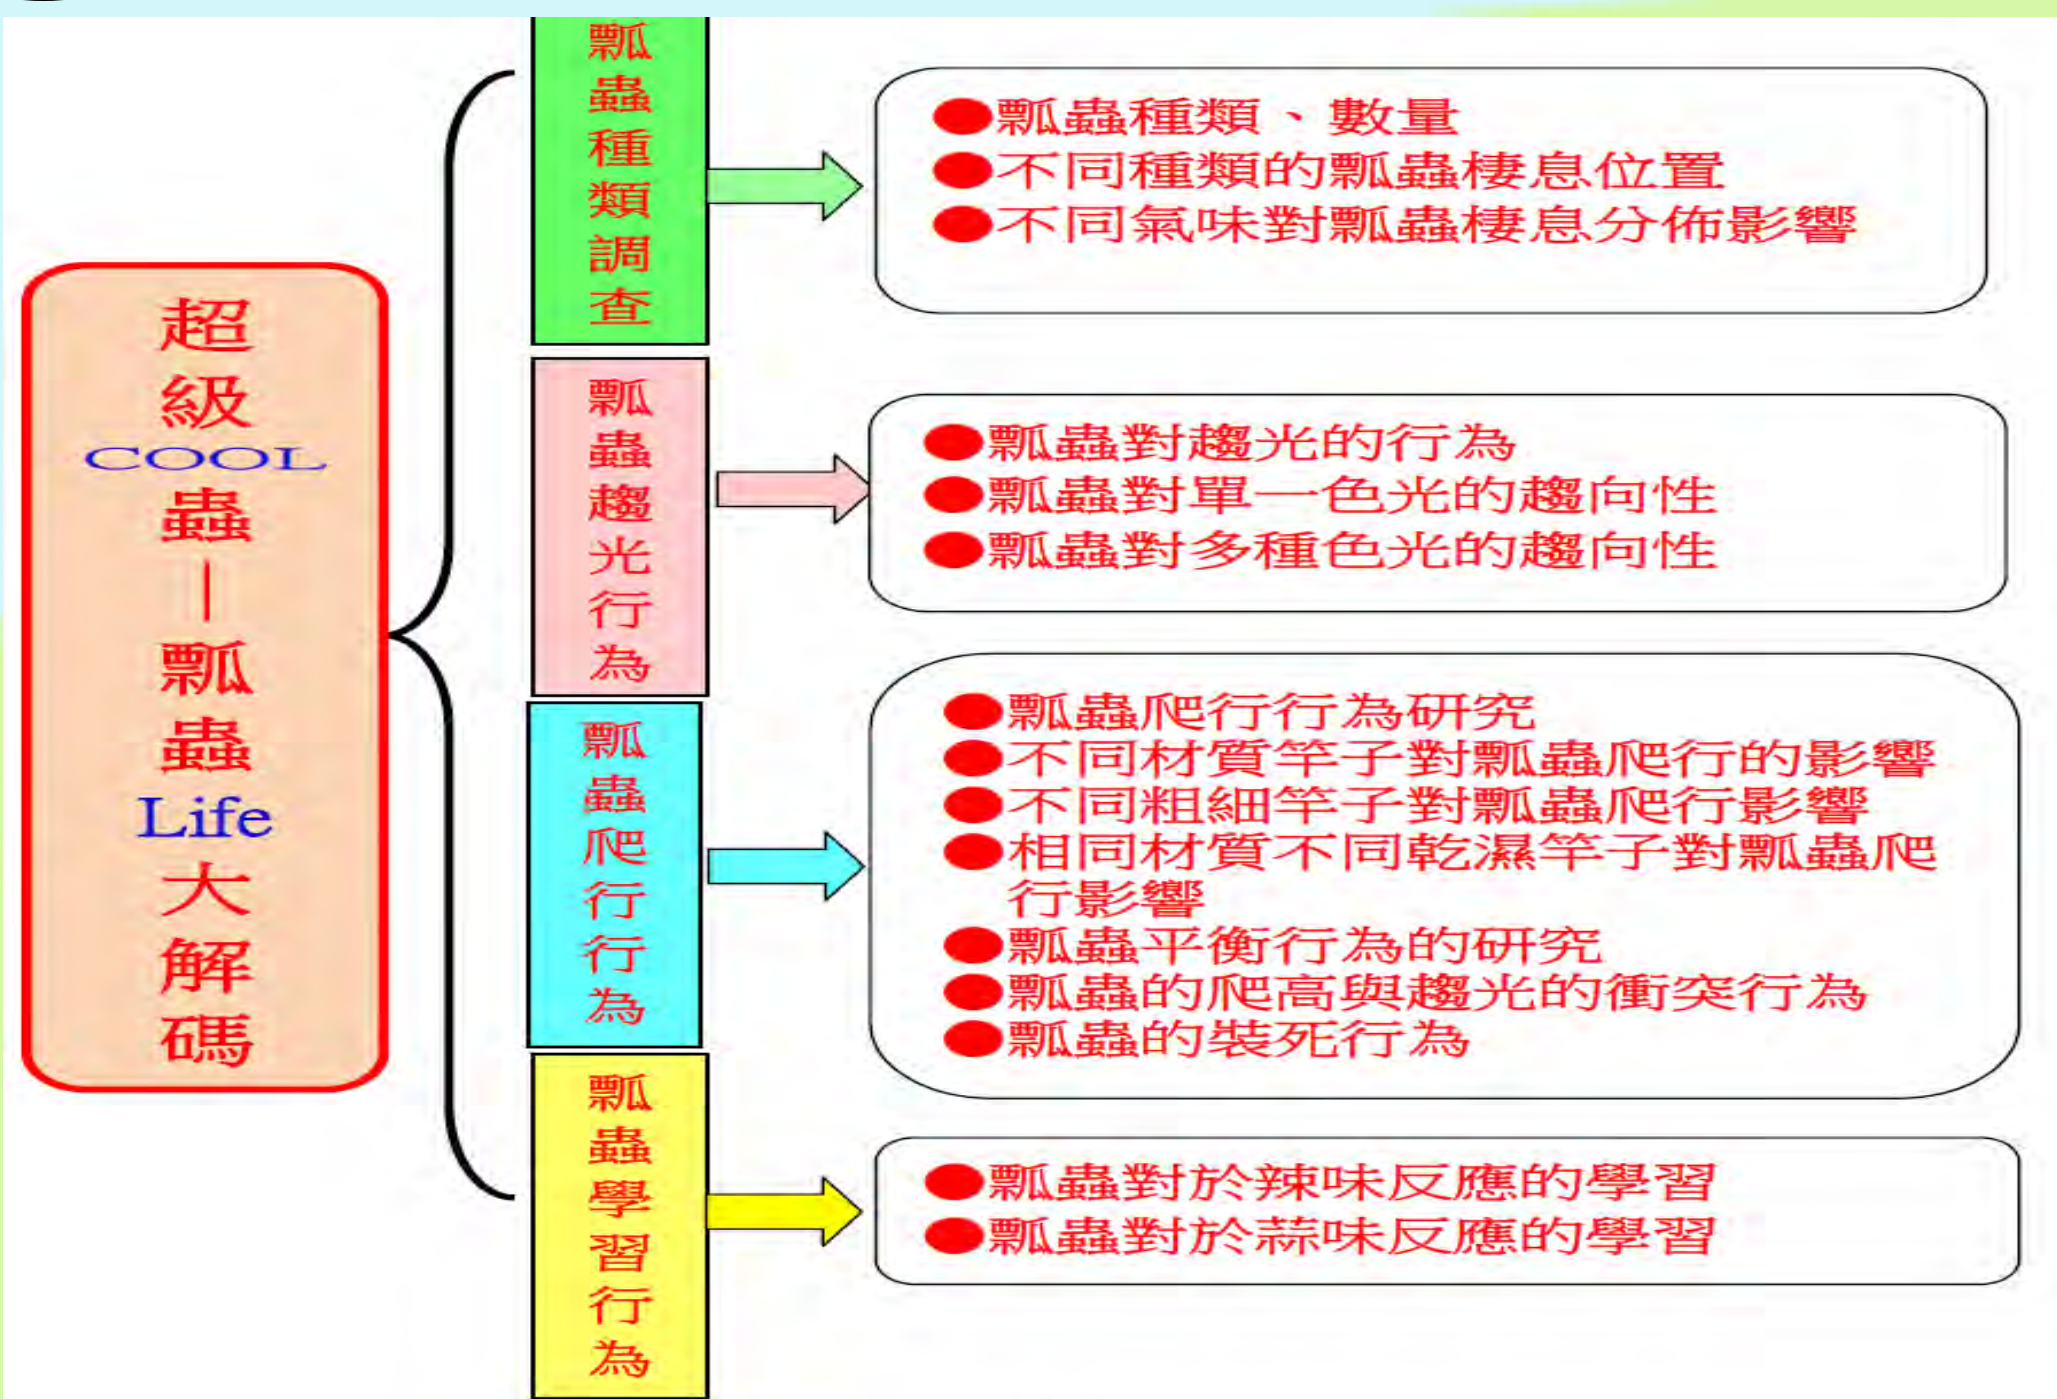 超級COOL蟲－瓢蟲Life大解碼
瓢蟲種類調查
●瓢蟲種類、數量
●不同種類的瓢蟲棲息位置
●不同氣味對瓢蟲棲息分佈影響
瓢蟲趨光行為
●瓢蟲對趨光的行為
●瓢蟲對單一色光的趨向性
●瓢蟲對多種色光的趨向性
瓢蟲爬行行為
●瓢蟲爬行行為研究
●不同材質竿子對瓢蟲爬行的影響
●不同粗細竿子對瓢蟲爬行影響
●相同材質不同乾濕竿子對瓢蟲爬
行影響
●瓢蟲平衡行為的研究
●瓢蟲的爬高與趨光的衝突行為
●瓢蟲的裝死行為
瓢蟲學習行為
●瓢蟲對於辣味反應的學習
●瓢蟲對於蒜味反應的學習